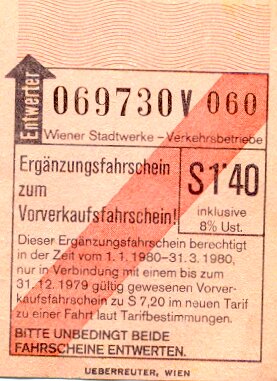 Entwerter
069730 V 060
Wiener Stadtwerke – Verkehrsbetriebe
Ergänzungsfahrschein
zum
Vorverkaufsfahrschein!
S 1'40
inklusive
8% Ust.
Dieser Ergänzungsfahrschein berechtigt
in der Zeit vom 1. 1. 1980–31. 3. 1980,
nur in Verbindung mit einem bis zum
31. 12. 1979 gültig gewesenen Vorver-
kaufsfahrschein zu S 7,20 im neuen Tarif
zu einer Fahrt laut Tarifbestimmungen.
BITTE UNBEDINGT BEIDE
FAHRSCHEINE ENTWERTEN.
UEBERREUTER, WIEN